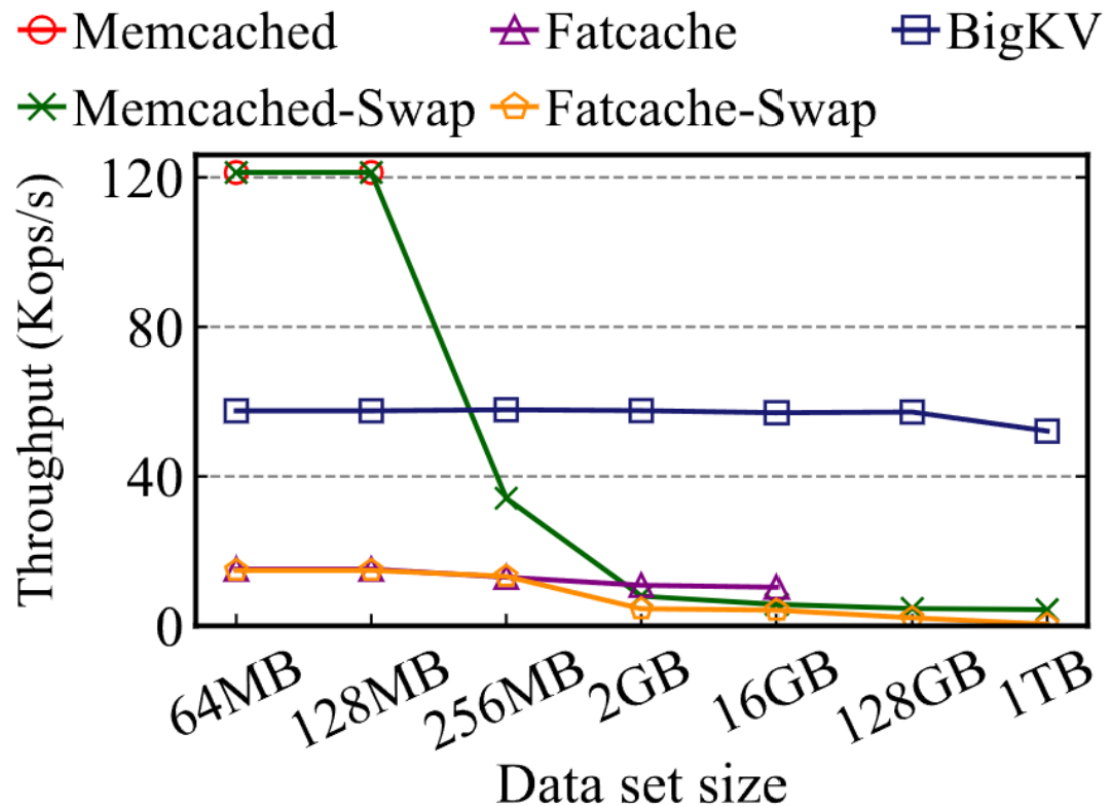 Memcached Fatcache BigKV
Memcached-Swap Fatcache-Swap
Throughput (Kops/s)
120
80
40
0
64MB 128MB 256MB 2GB 16GB 128GB 1TB
Data set size